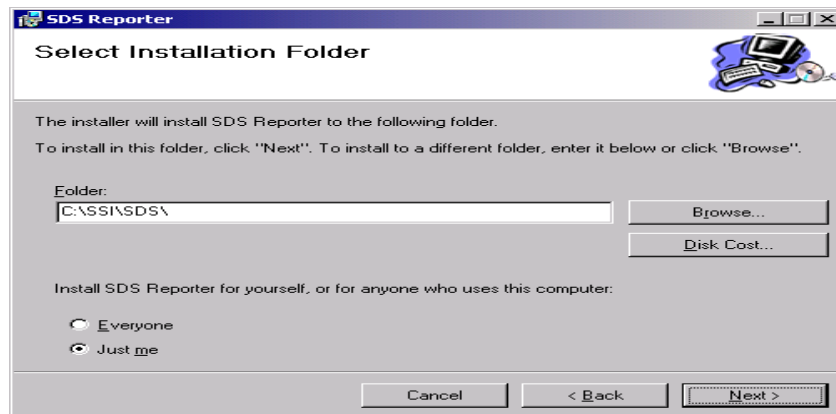 SDS Reporter
Select Installation Folder
The installer will install SDS Reporter to the following folder.
To install in this folder, click "Next". To install to a different folder, enter it below or click "Browse".
Folder:
C:\SSI\SDS\
Browse...
Disk Cost...
Install SDS Reporter for yourself, or for anyone who uses this computer:
Everyone
Just me
Cancel
< Back
Next >